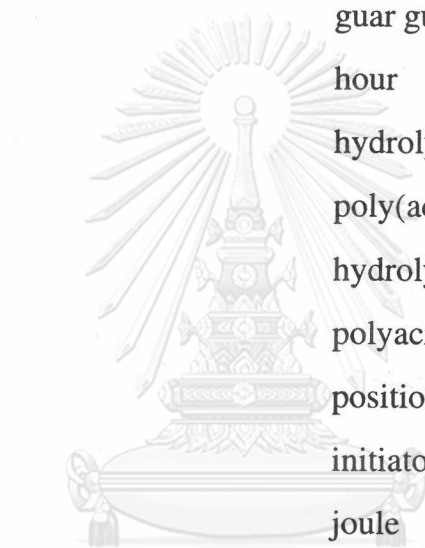 guar gu
hour
hydroly
poly(ac
hydroly
polyac
positio
initiato
joule